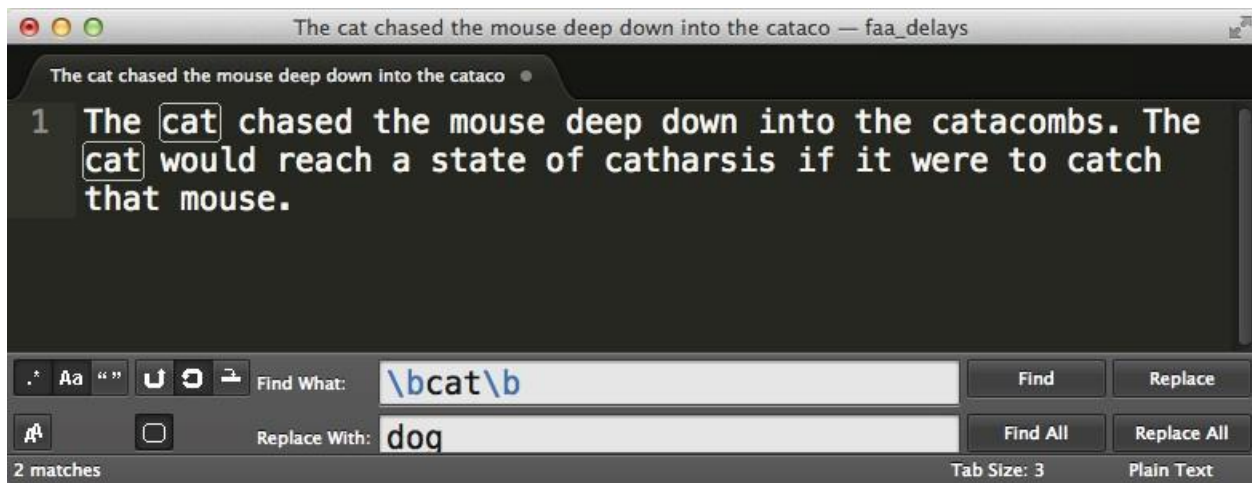 The cat chased the mouse deep down into the cataco — faa_delays
The cat chased the mouse deep down into the cataco
1 The cat chased the mouse deep down into the catacombs. The
cat would reach a state of catharsis if it were to catch
that mouse.
.* Aa “” Find What: \bcat\b Find Replace
AA Replace With: dog Find All Replace All
2 matches Tab Size: 3 Plain Text